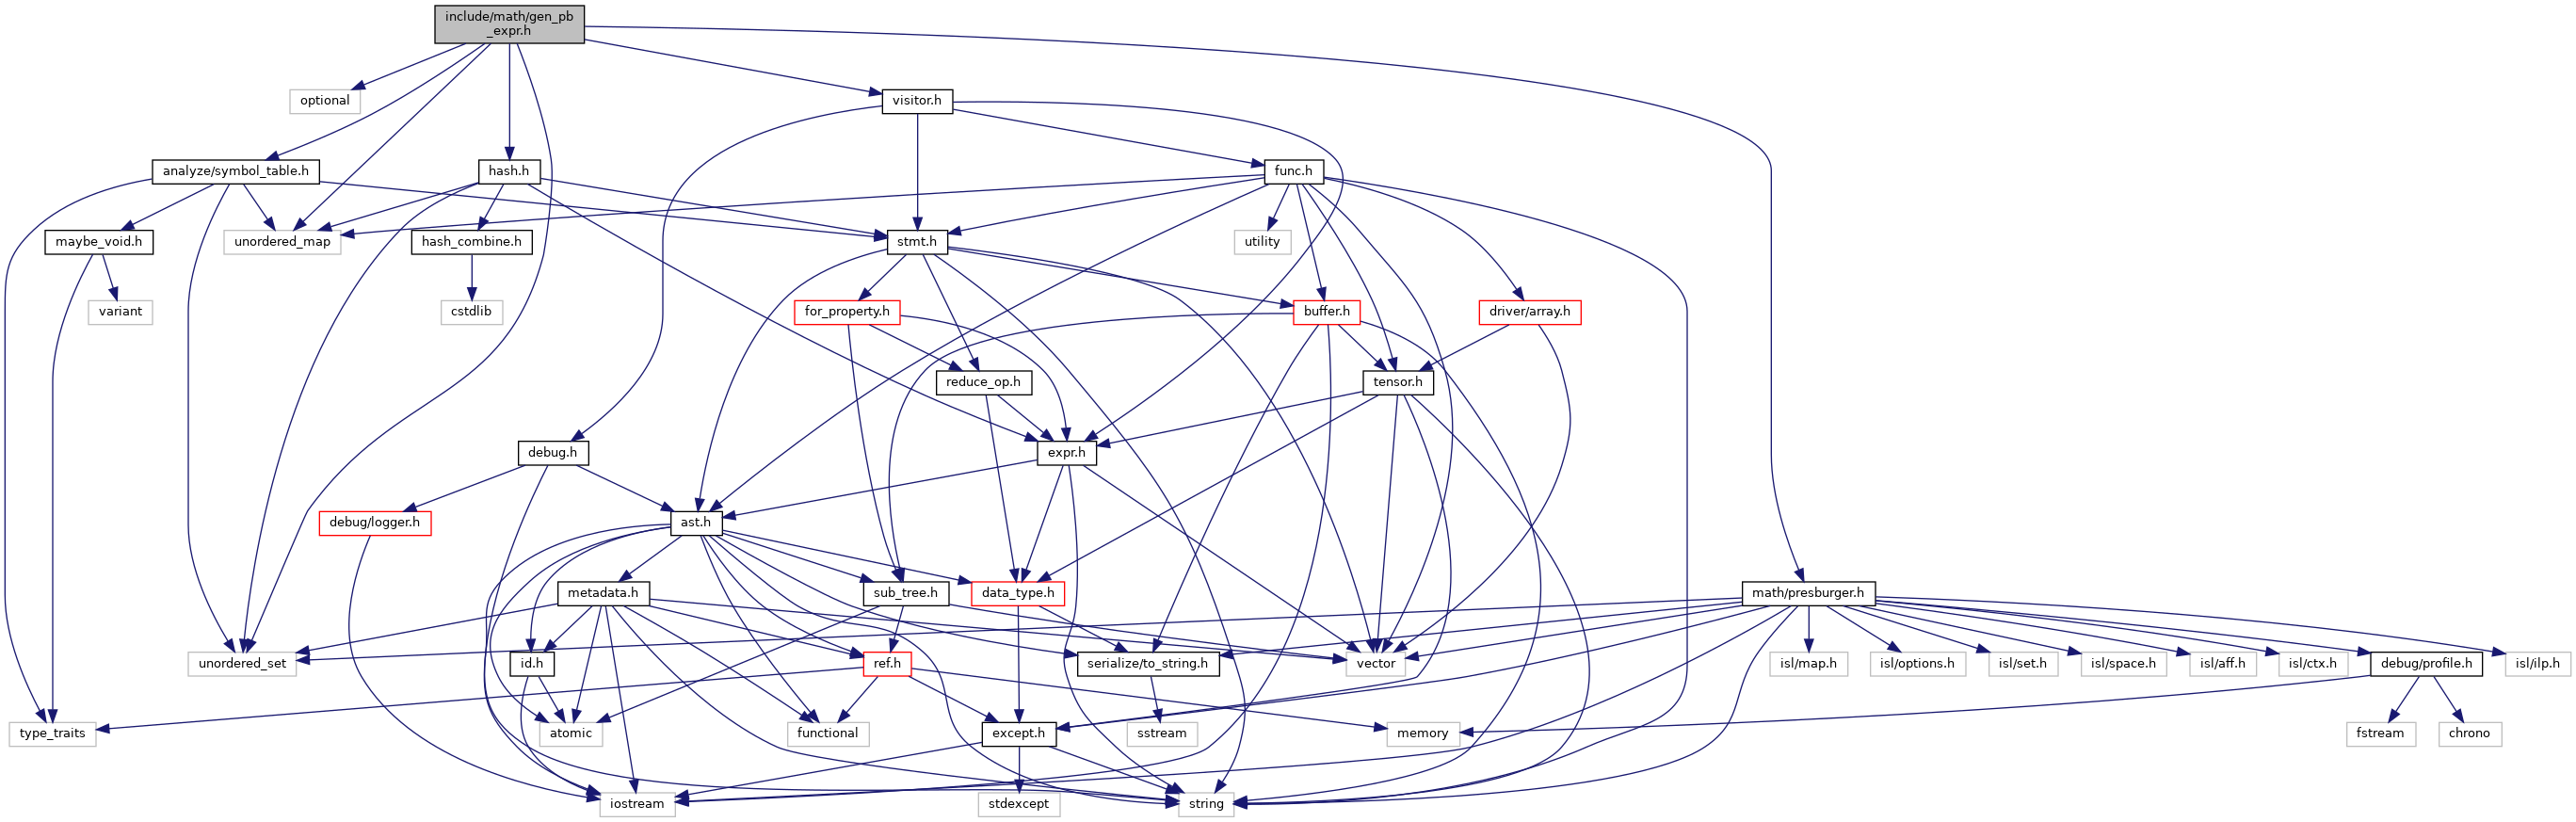 include/math/gen_pb
_expr.h
optional
visitor.h
analyze/symbol_table.h
hash.h
func.h
maybe_void.h
unordered_map
hash_combine.h
stmt.h
utility
variant
cstdlib
for_property.h
buffer.h
driver/array.h
reduce_op.h
tensor.h
debug.h
expr.h
debug/logger.h
ast.h
metadata.h
sub_tree.h
data_type.h
math/presburger.h
unordered_set
id.h
ref.h
serialize/to_string.h
vector
isl/map.h
isl/options.h
isl/set.h
isl/space.h
isl/aff.h
isl/ctx.h
debug/profile.h
isl/ilp.h
type_traits
atomic
functional
except.h
sstream
memory
fstream
chrono
iostream
stdexcept
string